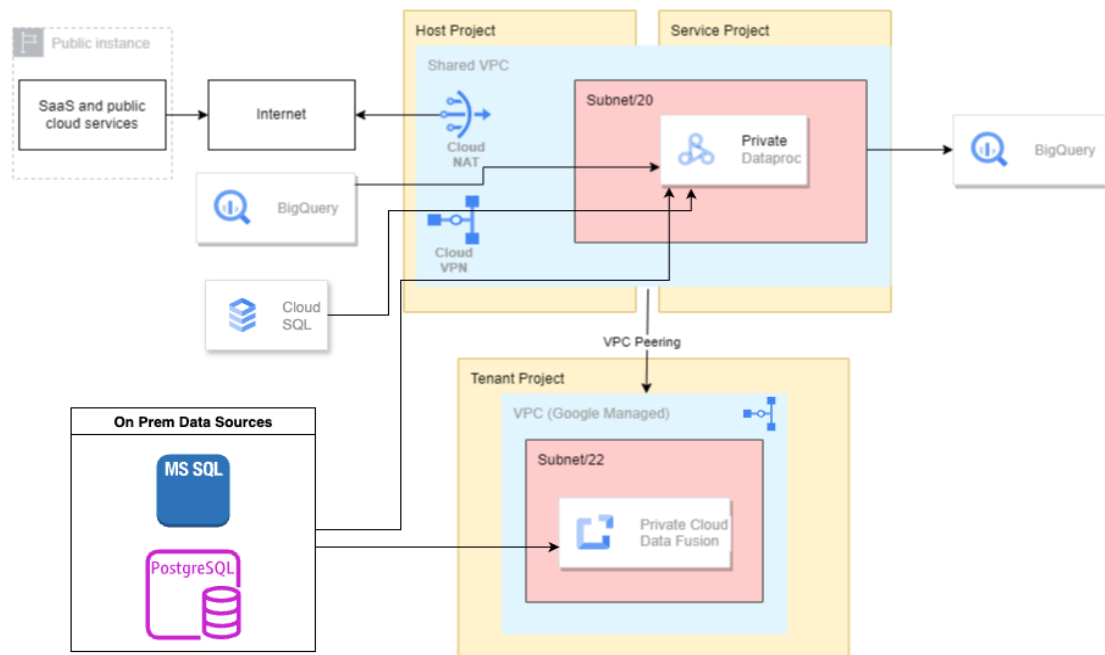 Public instance
SaaS and public
cloud services
Internet
Host Project
Service Project
Shared VPC
Cloud
NAT
Subnet/20
Private
Dataproc
BigQuery
BigQuery
Cloud
VPN
Cloud
SQL
VPC Peering
Tenant Project
VPC (Google Managed)
Subnet/22
Private Cloud
Data Fusion
On Prem Data Sources
MS SQL
PostgreSQL